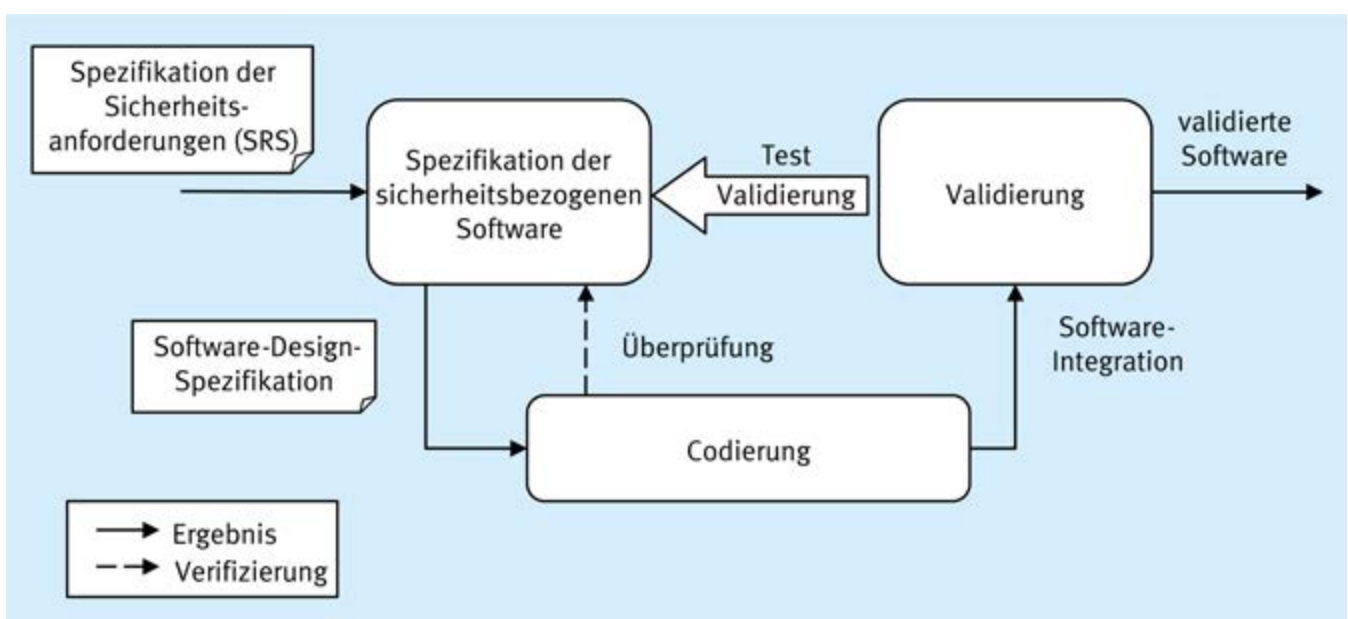 Spezifikation der
Sicherheits-
anforderungen (SRS)
Spezifikation der
sicherheitsbezogenen
Software
Test
Validierung
Validierung
validierte
Software
Software-Design-
Spezifikation
Überprüfung
Software-
Integration
Codierung
Ergebnis
Verifizierung